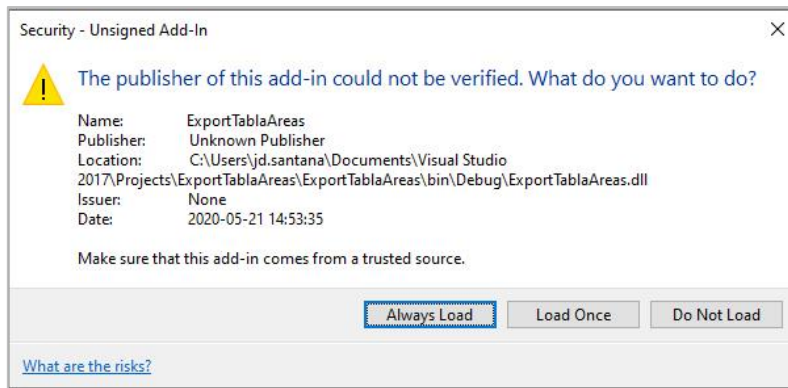 Security - Unsigned Add-In
The publisher of this add-in could not be verified. What do you want to do?
Name: ExportTablaAreas
Publisher: Unknown Publisher
Location: C:\Users\jd.santana\Documents\Visual Studio
2017\Projects\ExportTablaAreas\ExportTablaAreas\bin\Debug\ExportTablaAreas.dll
Issuer: None
Date: 2020-05-21 14:53:35
Make sure that this add-in comes from a trusted source.
Always Load Load Once Do Not Load
What are the risks?